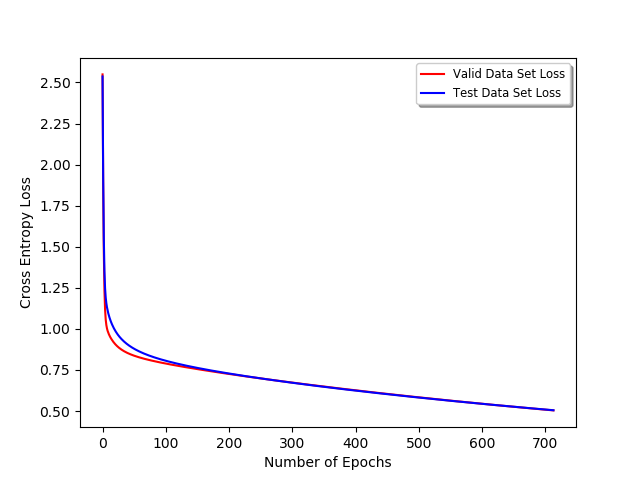 Valid Data Set Loss
Test Data Set Loss
2.50
2.25
2.00
1.75
1.50
1.25
1.00
0.75
0.50
Cross Entropy Loss
0 100 200 300 400 500 600 700
Number of Epochs